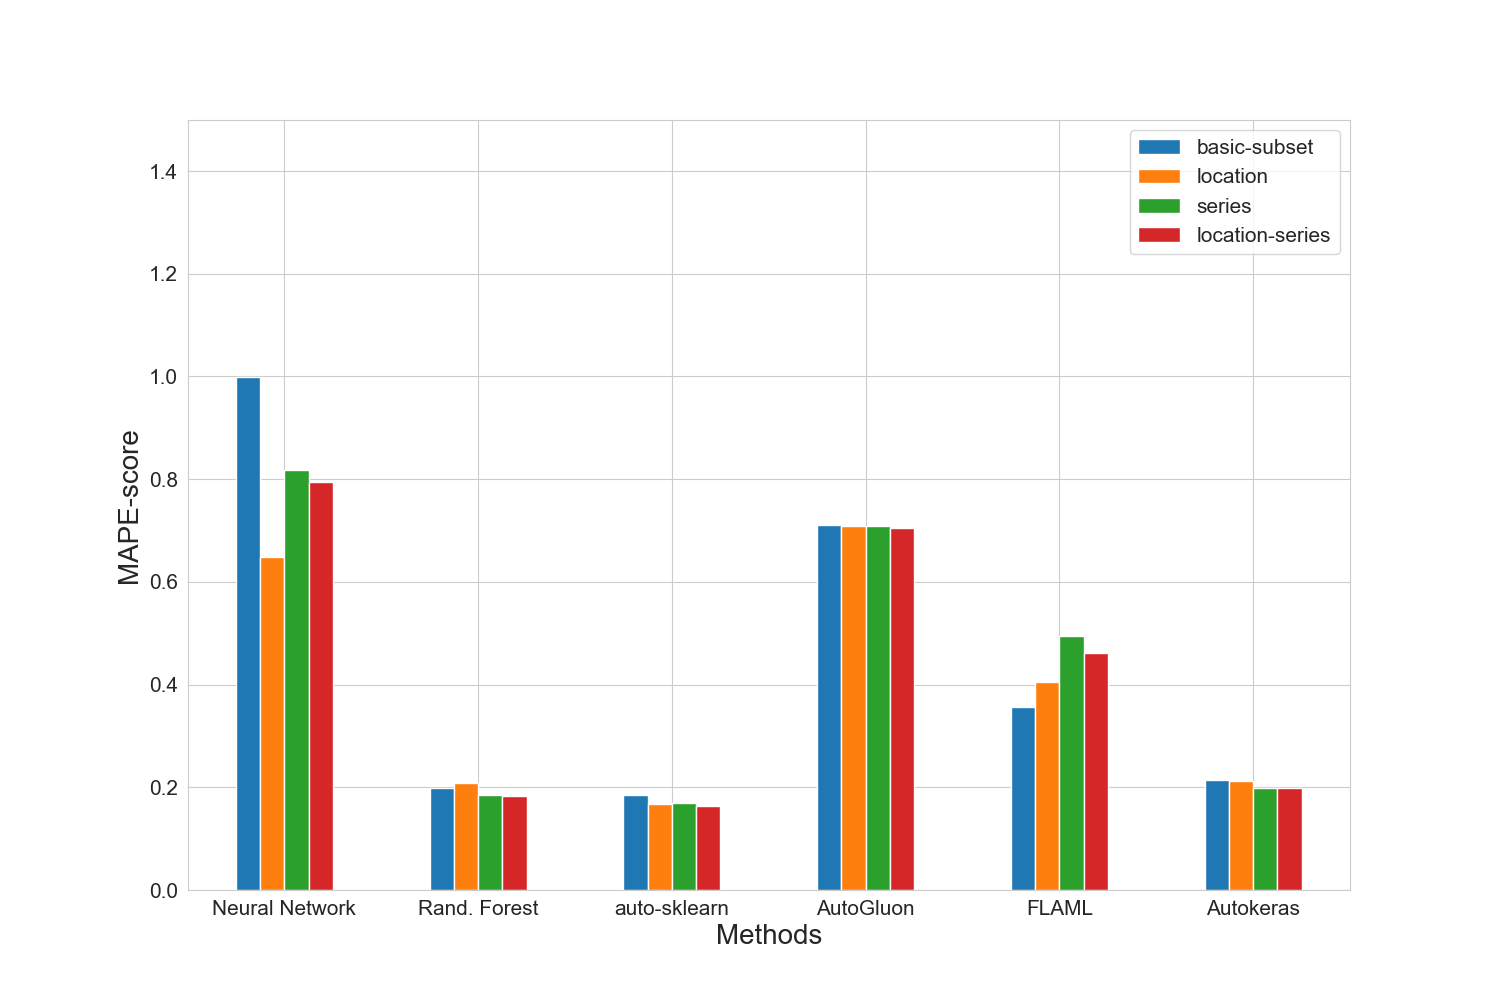 basic-subset
location
series
location-series
1.4
1.2
1.0
0.8
0.6
0.4
0.2
0.0
MAPE-score
Neural Network Rand. Forest auto-sklearn AutoGluon FLAML Autokeras
Methods